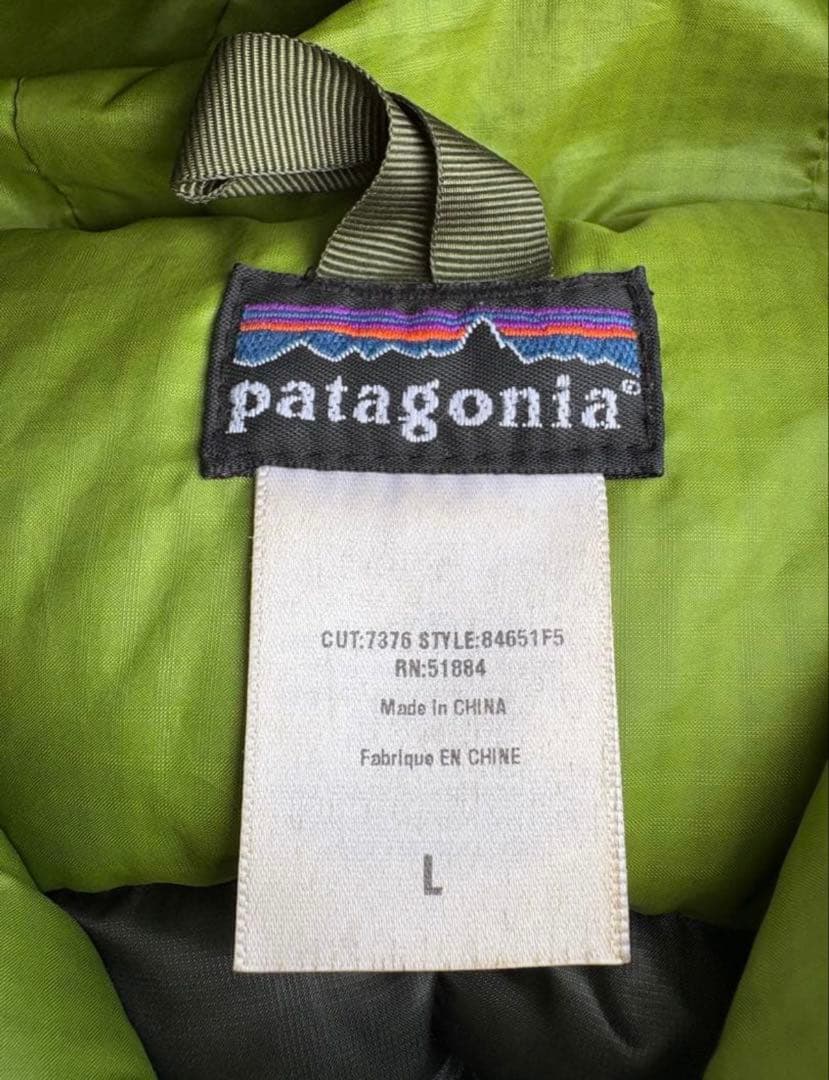 patagonia®
CUT:7376 STYLE:84651F5
RN:51884
Made in CHINA
Fabrique EN CHINE
L